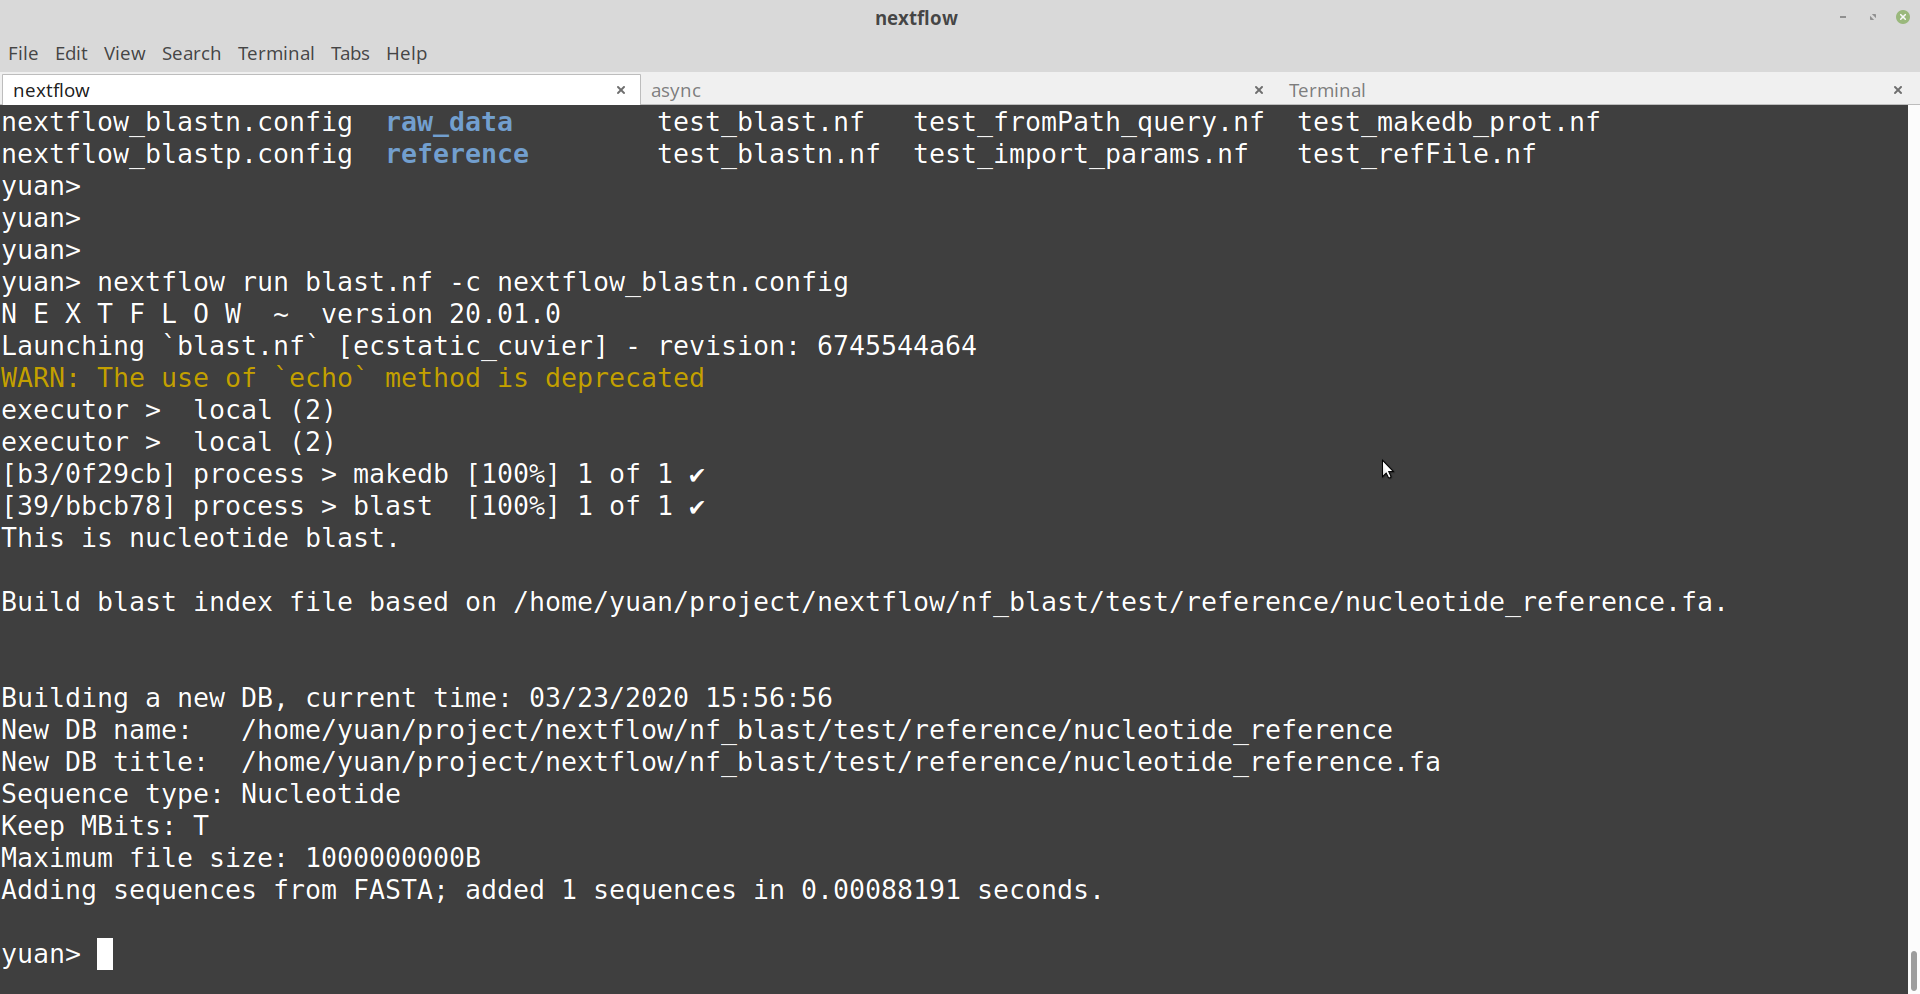 nextflow
File Edit View Search Terminal Tabs Help
nextflow async Terminal
nextflow_blastn.config raw_data test_blast.nf test_fromPath_query.nf test_makedb_prot.nf
nextflow_blastp.config reference test_blastn.nf test_import_params.nf test_refFile.nf
yuan>
yuan>
yuan>
yuan> nextflow run blast.nf -c nextflow_blastn.config
N E X T F L O W  ~  version 20.01.0
Launching `blast.nf` [ecstatic_cuvier] - revision: 6745544a64
WARN: The use of `echo` method is deprecated
executor >  local (2)
executor >  local (2)
[b3/0f29cb] process > makedb [100%] 1 of 1 ✔
[39/bbcb78] process > blast  [100%] 1 of 1 ✔
This is nucleotide blast.
Build blast index file based on /home/yuan/project/nextflow/nf_blast/test/reference/nucleotide_reference.fa.
Building a new DB, current time: 03/23/2020 15:56:56
New DB name:   /home/yuan/project/nextflow/nf_blast/test/reference/nucleotide_reference
New DB title:  /home/yuan/project/nextflow/nf_blast/test/reference/nucleotide_reference.fa
Sequence type: Nucleotide
Keep MBits: T
Maximum file size: 1000000000B
Adding sequences from FASTA; added 1 sequences in 0.00088191 seconds.
yuan>